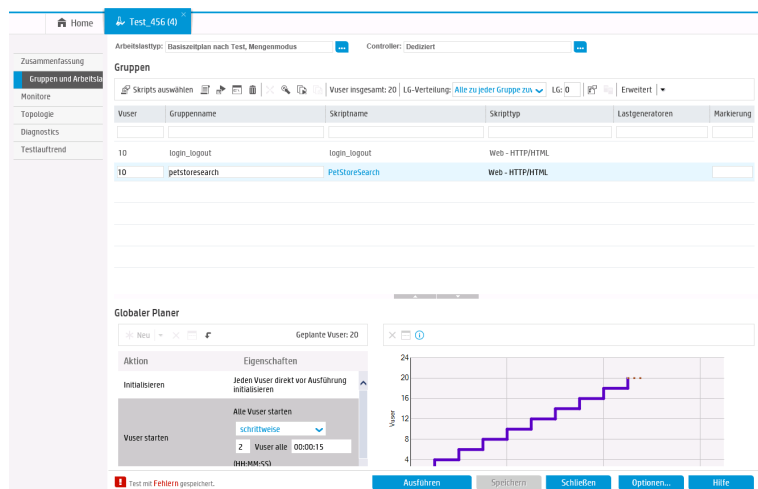 Home
Test_456 (4)
Arbeitslasttyp: Basiszeitplan nach Test, Mengenmodus ... Controller: Dediziert ...
Zusammenfassung
Gruppen und Arbeitsla
Monitore
Topologie
Diagnostics
Testlauftrend
Gruppen
Skripts auswählen Vuser insgesamt: 20 LG-Verteilung: Alle zu jeder Gruppe zuv LG: 0 Erweitert
Vuser Gruppenname Skriptname Skripttyp Lastgeneratoren Markierung
10 login_logout login_logout Web - HTTP/HTML
10 petstoresearch PetStoreSearch Web - HTTP/HTML
Globaler Planer
Neu Geplante Vuser: 20
Aktion Eigenschaften
Initialisieren Jeden Vuser direkt vor Ausführung
initialisieren
Alle Vuser starten
schrittweise
Vuser starten
2 Vuser alle 00:00:15
(HH:MM:SS)
24
20
16
12
8
4
Vuser
Test mit Fehlern gespeichert.
Ausführen Speichern Schließen Optionen... Hilfe